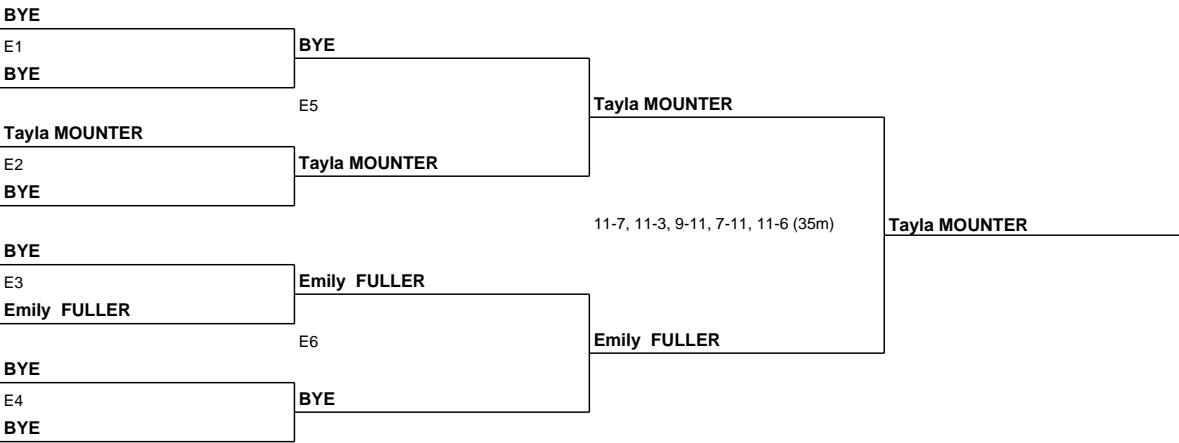 BYE
E1
BYE
BYE
E5
Tayla MOUNTER
Tayla MOUNTER
E2
Tayla MOUNTER
BYE
11-7, 11-3, 9-11, 7-11, 11-6 (35m)
Tayla MOUNTER
BYE
E3
Emily  FULLER
Emily  FULLER
E6
Emily  FULLER
BYE
E4
BYE
BYE